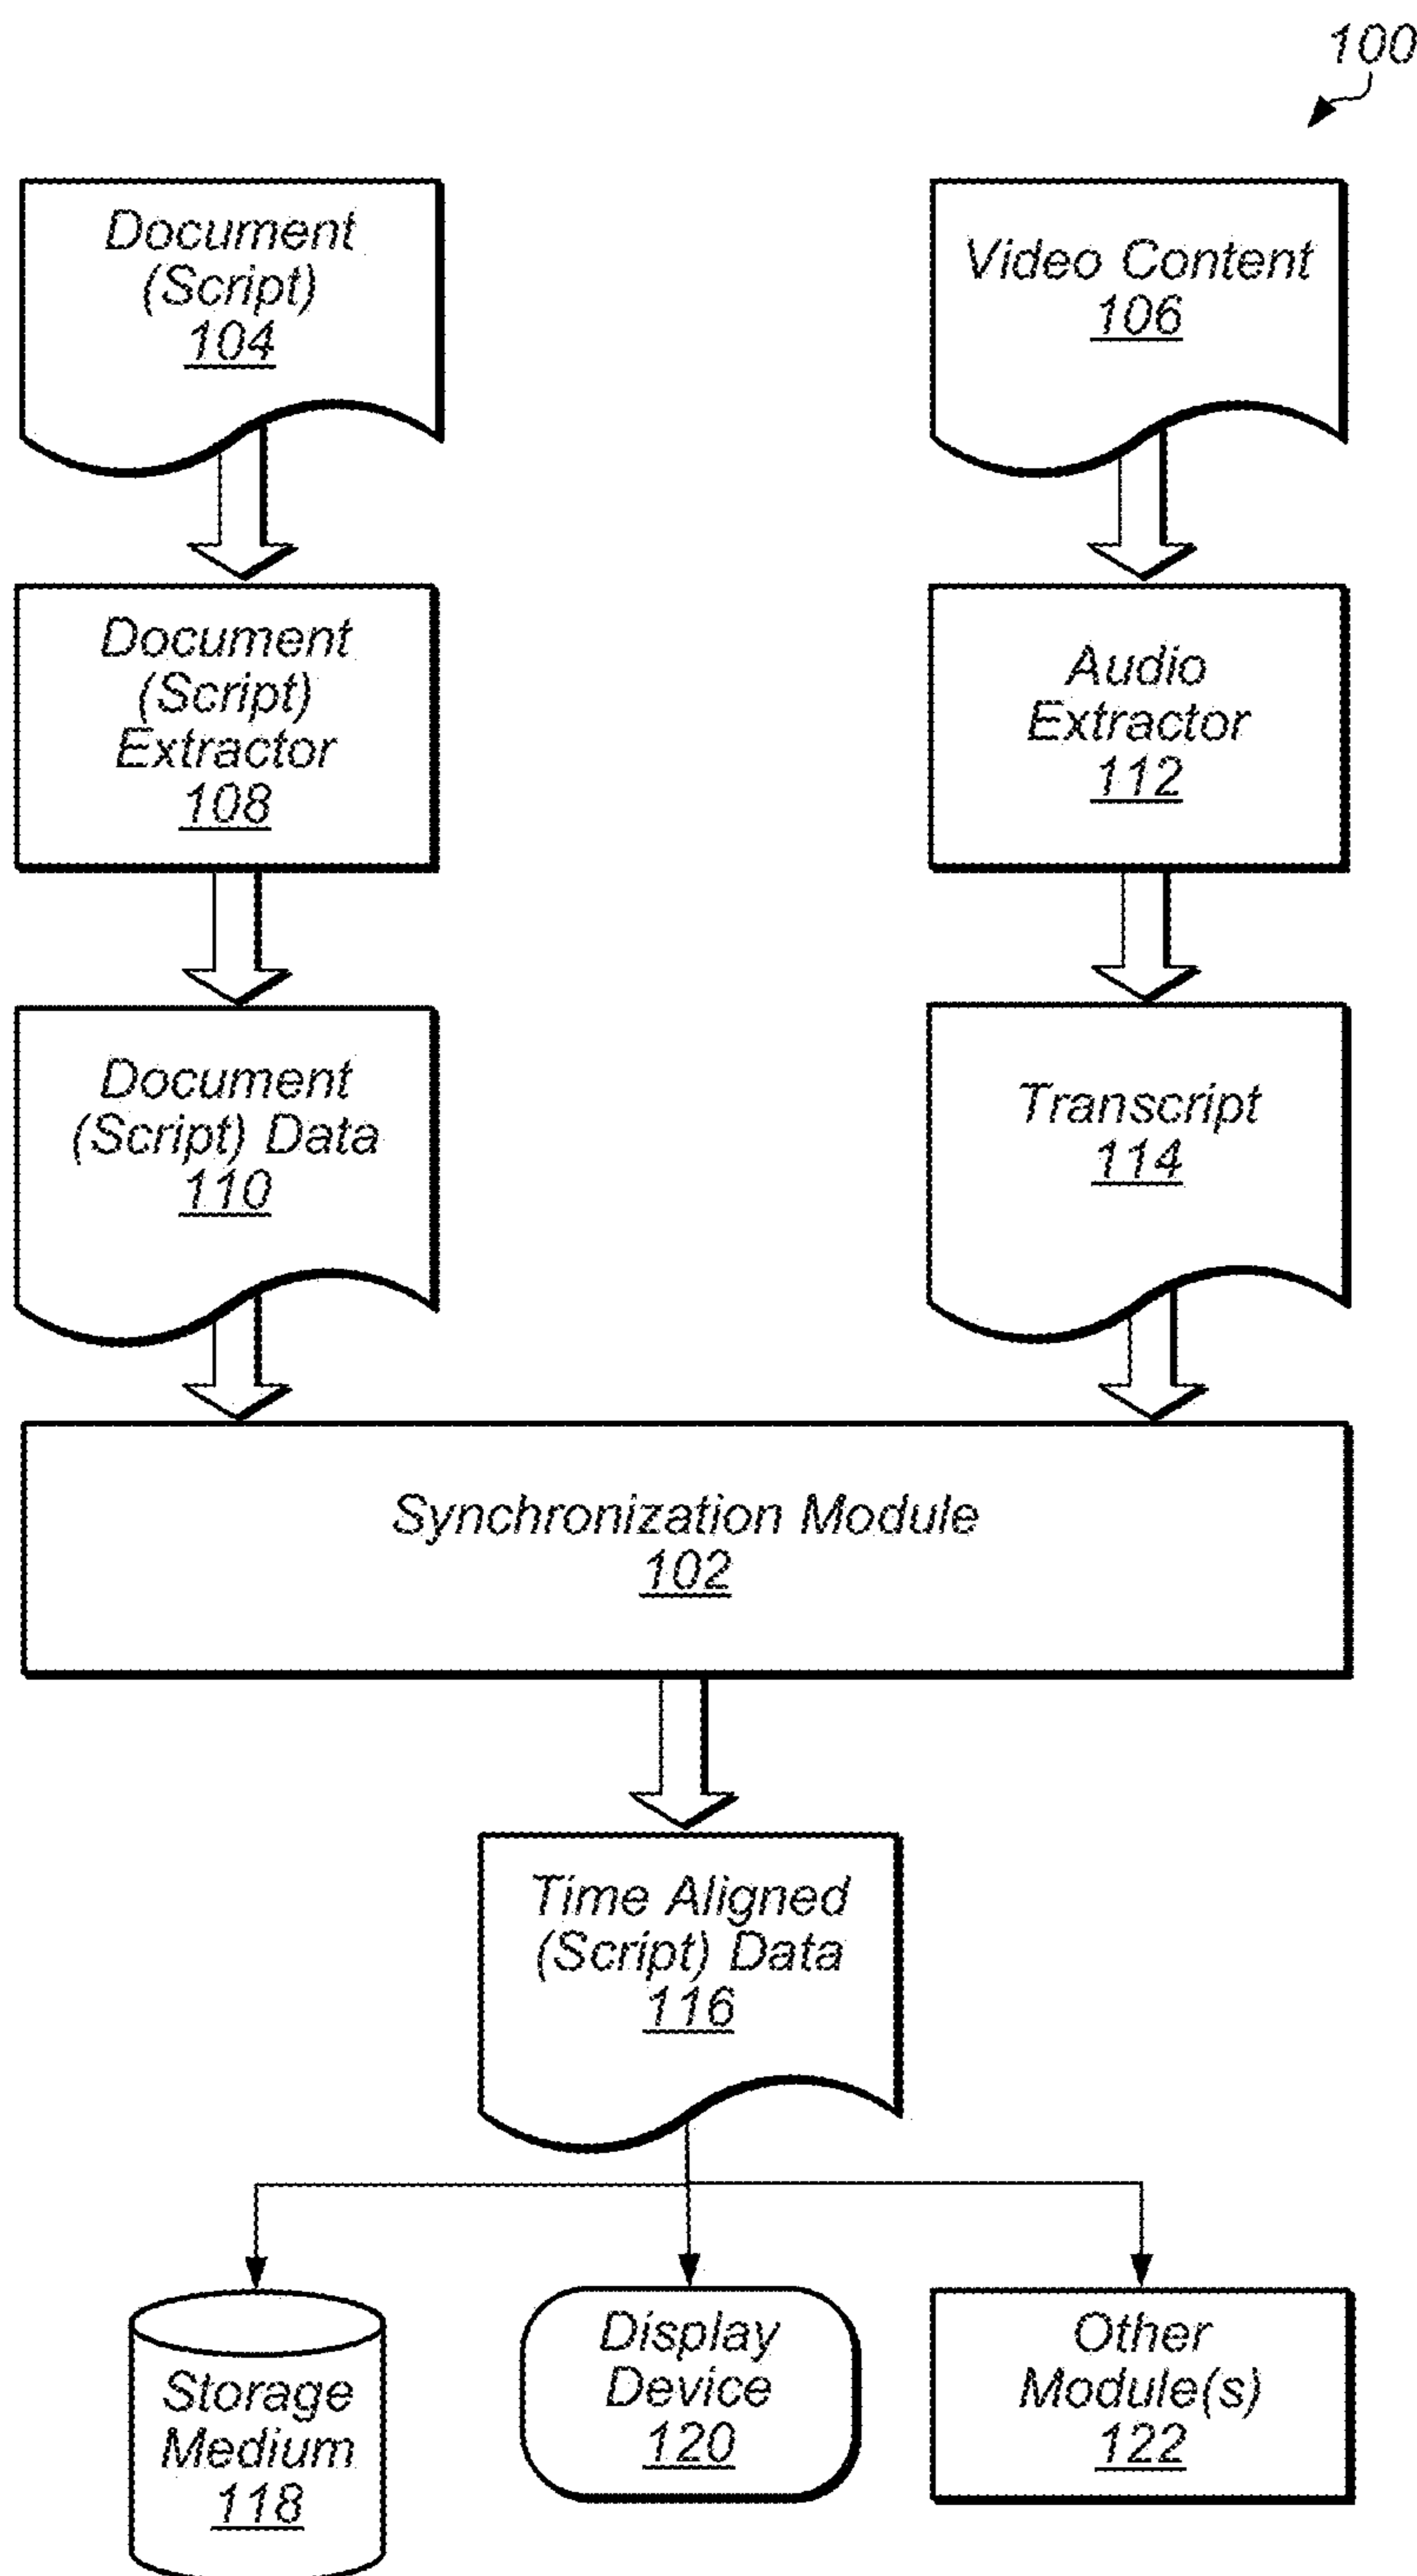 100
Document
(Script)
104
Video Content
106
Document
(Script)
Extractor
108
Audio
Extractor
112
Document
(Script) Data
110
Transcript
114
Synchronization Module
102
Time Aligned
(Script) Data
116
Storage
Medium
118
Display
Device
120
Other
Module(s)
122